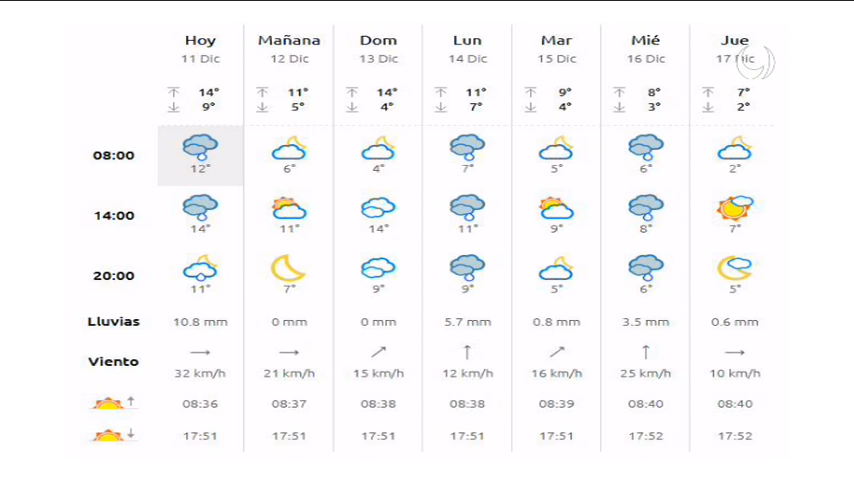 Hoy Mañana Dom Lun Mar Mié Jue
11 Dic 12 Dic 13 Dic 14 Dic 15 Dic 16 Dic 17 Dic
14° 11° 14° 11° 9° 8° 7°
9° 5° 4° 7° 4° 3° 2°
08:00
12° 6° 4° 7° 5° 6° 2°
14:00
14° 11° 14° 11° 9° 8° 7°
20:00
11° 7° 9° 9° 5° 6° 5°
Lluvias 10.8 mm 0 mm 0 mm 5.7 mm 0.8 mm 3.5 mm 0.6 mm
Viento
32 km/h 21 km/h 15 km/h 12 km/h 16 km/h 25 km/h 10 km/h
08:36 08:37 08:38 08:38 08:39 08:40 08:40
17:51 17:51 17:51 17:51 17:51 17:52 17:52